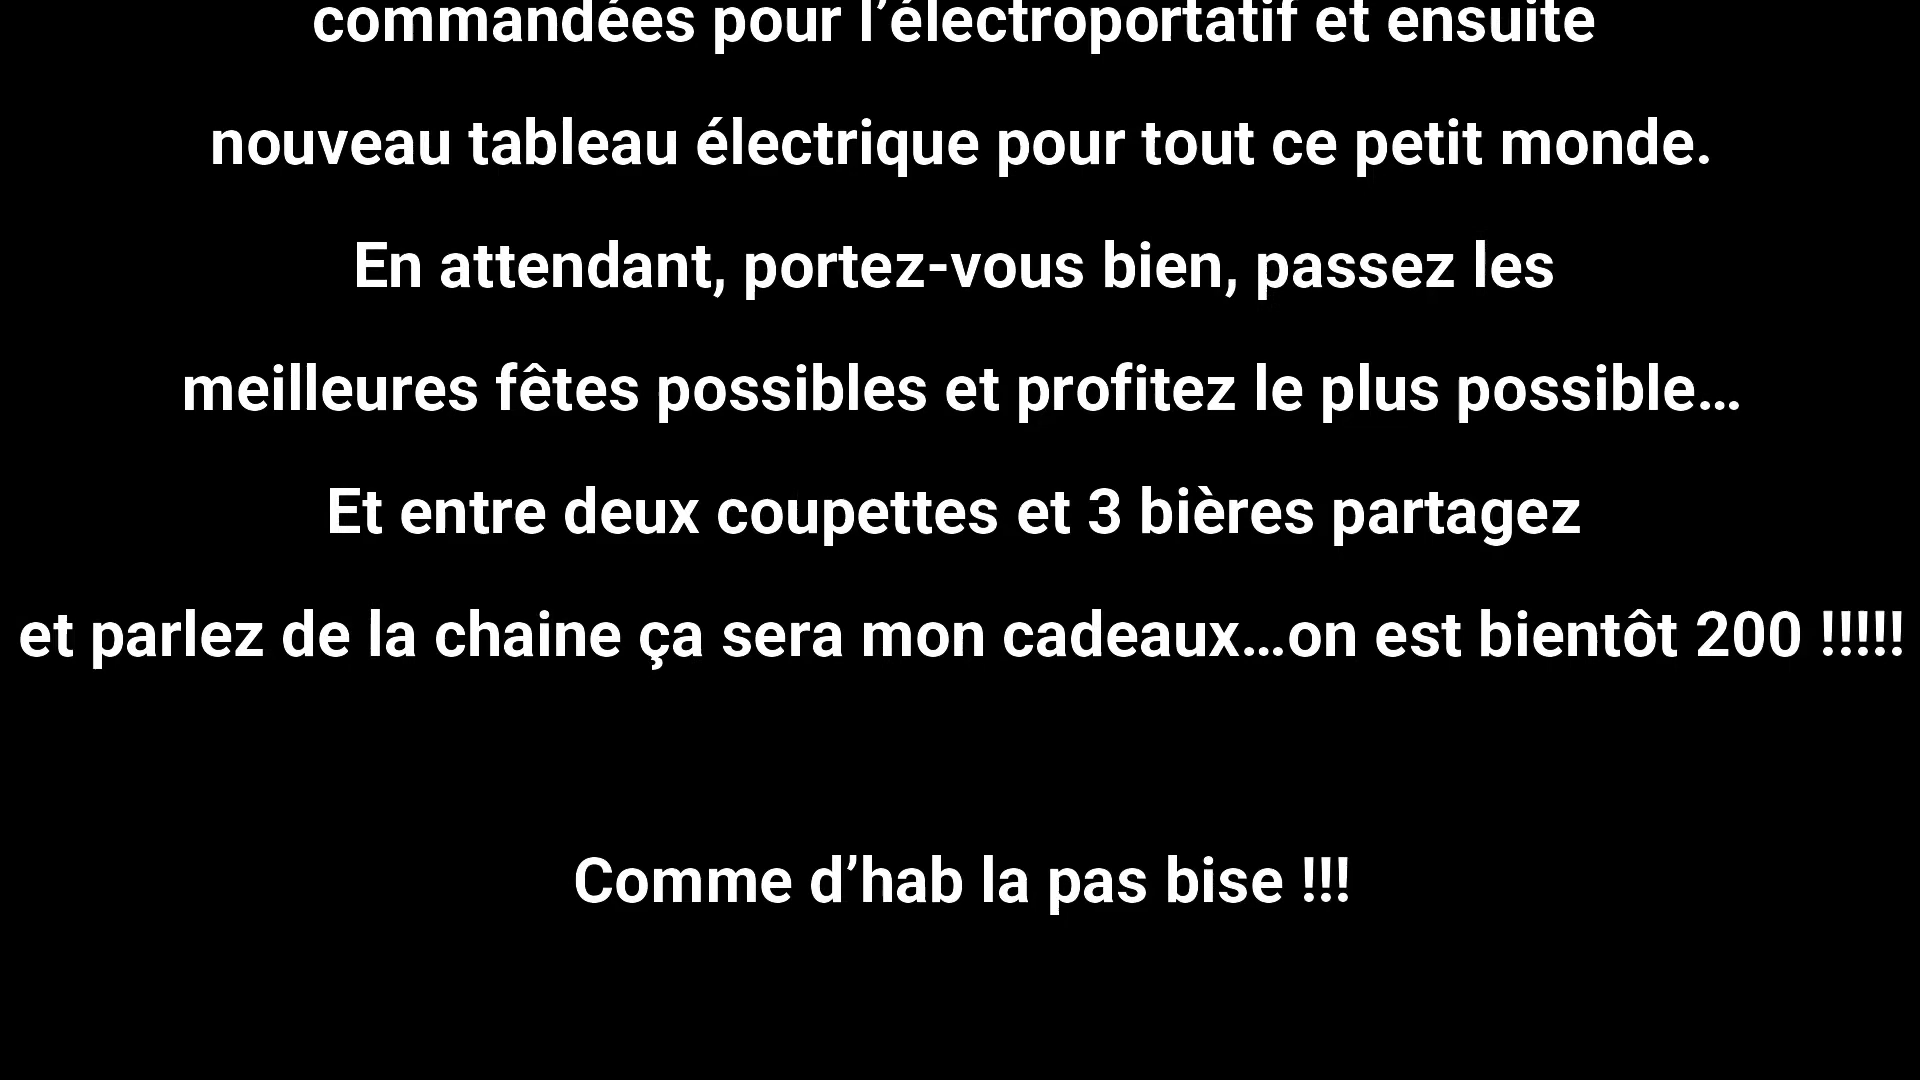 commandées pour l’électroportatif et ensuite
nouveau tableau électrique pour tout ce petit monde.
En attendant, portez-vous bien, passez les
meilleures fêtes possibles et profitez le plus possible…
Et entre deux coupettes et 3 bières partagez
et parlez de la chaine ça sera mon cadeaux…on est bientôt 200 !!!!!
Comme d’hab la pas bise !!!